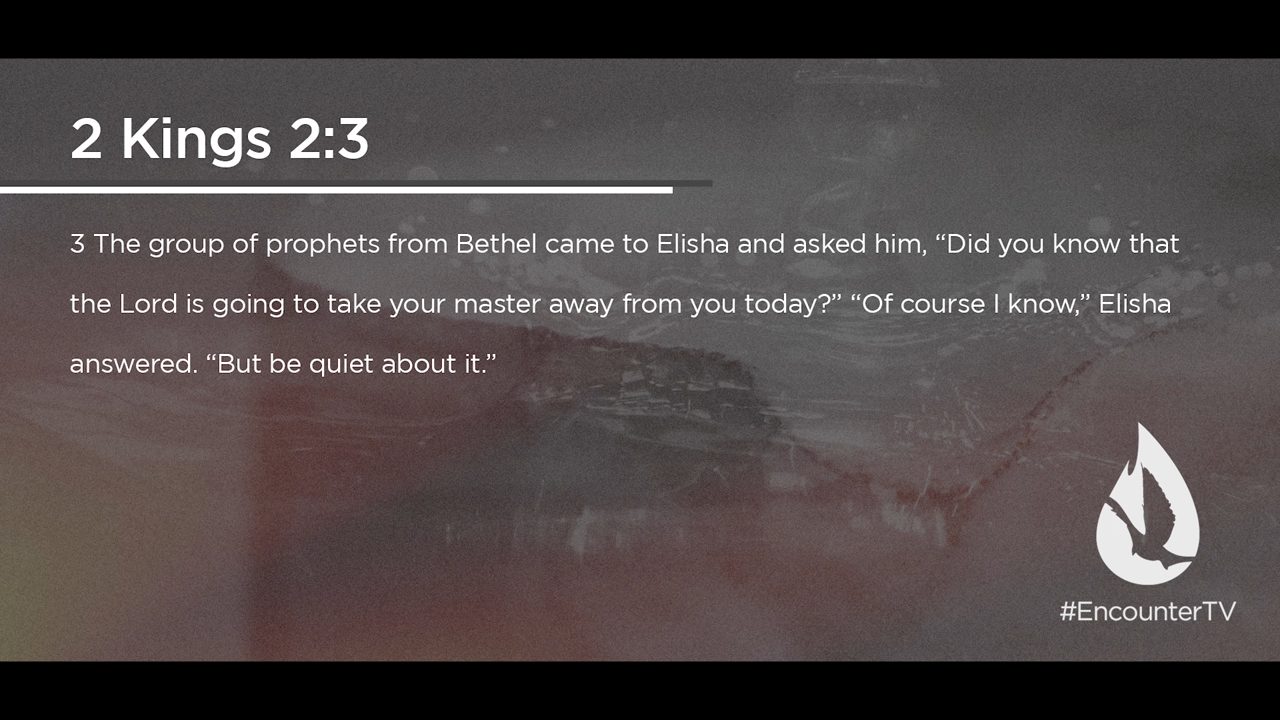 2 Kings 2:3
3 The group of prophets from Bethel came to Elisha and asked him, “Did you know that
the Lord is going to take your master away from you today?” “Of course I know,” Elisha
answered. “But be quiet about it.”
#EncounterTV